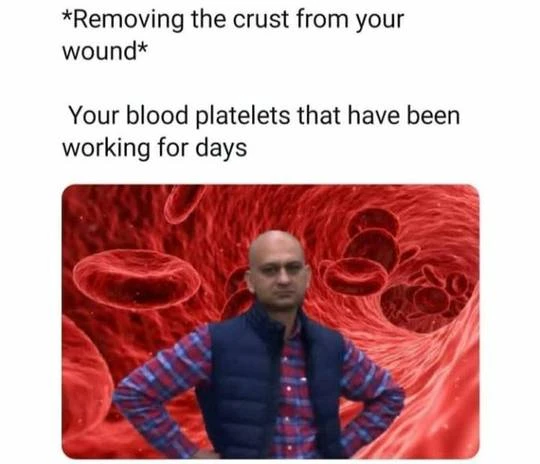 *Removing the crust from your
wound*
Your blood platelets that have been
working for days